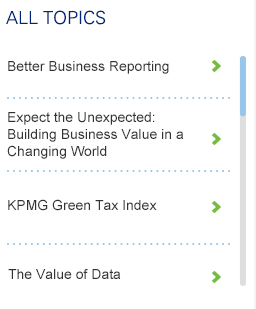 ALL TOPICS
Better Business Reporting
Expect the Unexpected:
Building Business Value in a
Changing World
KPMG Green Tax Index
The Value of Data